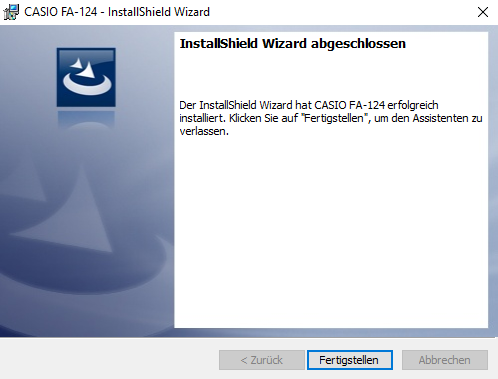 CASIO FA-124 - InstallShield Wizard
InstallShield Wizard abgeschlossen
Der InstallShield Wizard hat CASIO FA-124 erfolgreich
installiert. Klicken Sie auf "Fertigstellen", um den Assistenten zu
verlassen.
< Zurück
Fertigstellen
Abbrechen